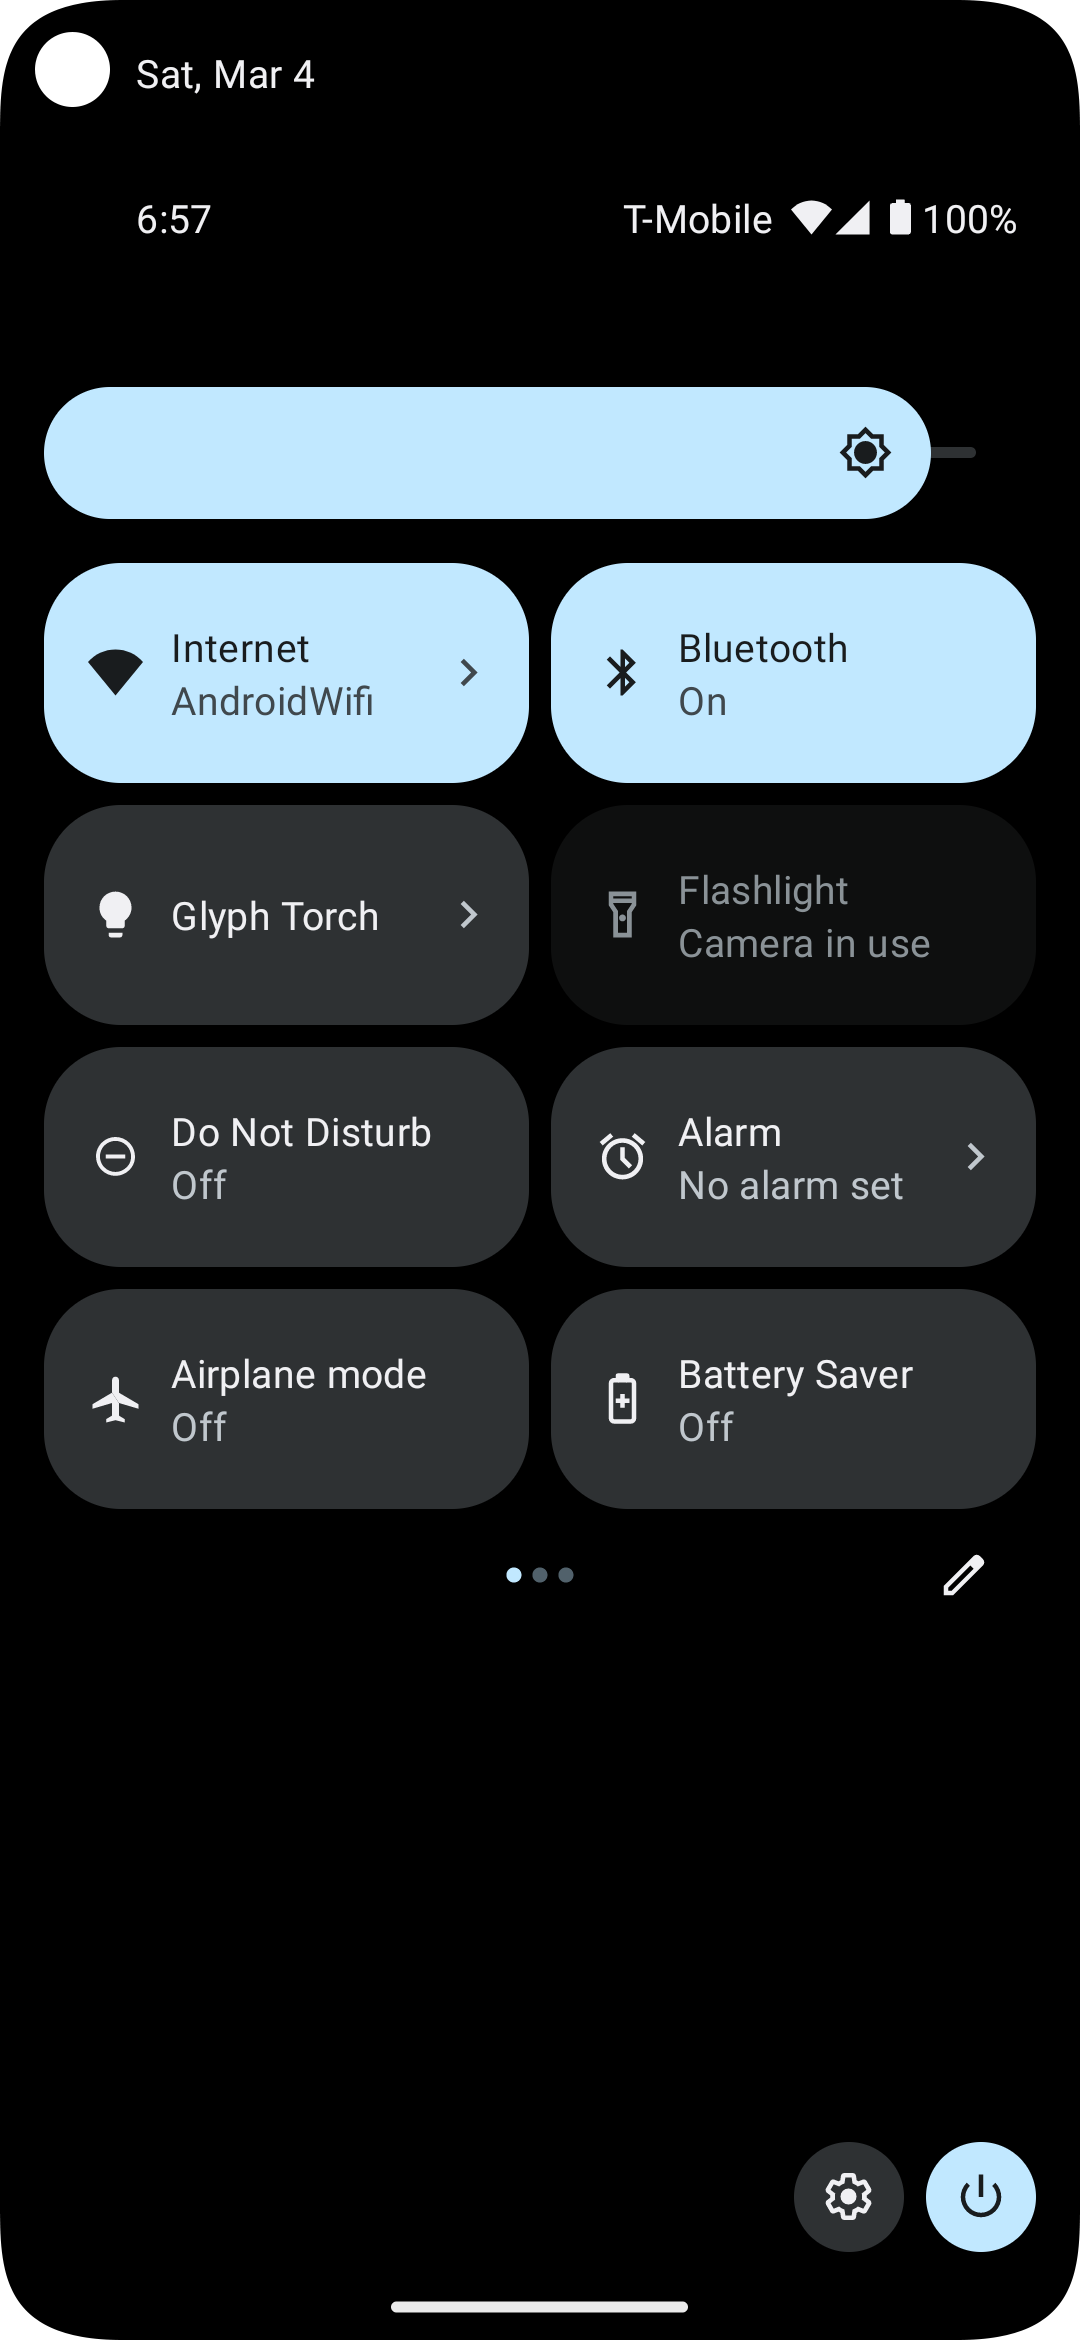 Sat, Mar 4
6:57
T-Mobile 100%
Internet
AndroidWifi
Bluetooth
On
Glyph Torch
Flashlight
Camera in use
Do Not Disturb
Off
Alarm
No alarm set
Airplane mode
Off
Battery Saver
Off